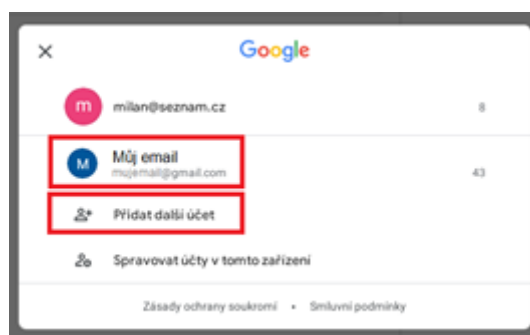 Google
m milan@seznam.cz 8
M Můj email
mujemail@gmail.com 43
Přidat další účet
Spravovat účty v tomto zařízení
Zásady ochrany soukromí • Smluvní podmínky